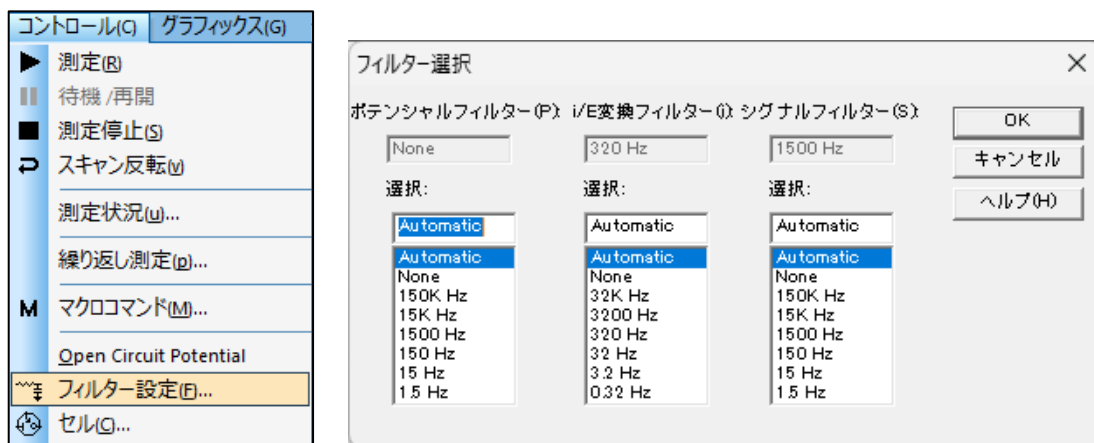 コントロール(C) グラフィックス(G)
測定(R)
待機/再開
測定停止(S)
スキャン反転(v)
測定状況(u)...
繰り返し測定(p)...
M マクロコマンド(M)...
Open Circuit Potential
フィルター設定(F)...
セル(C)...
フィルター選択
ポテンシャルフィルター(P): i/E変換フィルター(i): シグナルフィルター(S):
None 320 Hz 1500 Hz
選択: 選択: 選択:
Automatic Automatic Automatic
Automatic Automatic Automatic
None None 150K Hz
150K Hz 32K Hz 15K Hz
15K Hz 3200 Hz 1500 Hz
1500 Hz 320 Hz 150 Hz
150 Hz 32 Hz 15 Hz
15 Hz 3.2 Hz 1.5 Hz
1.5 Hz 0.32 Hz
OK
キャンセル
ヘルプ(H)